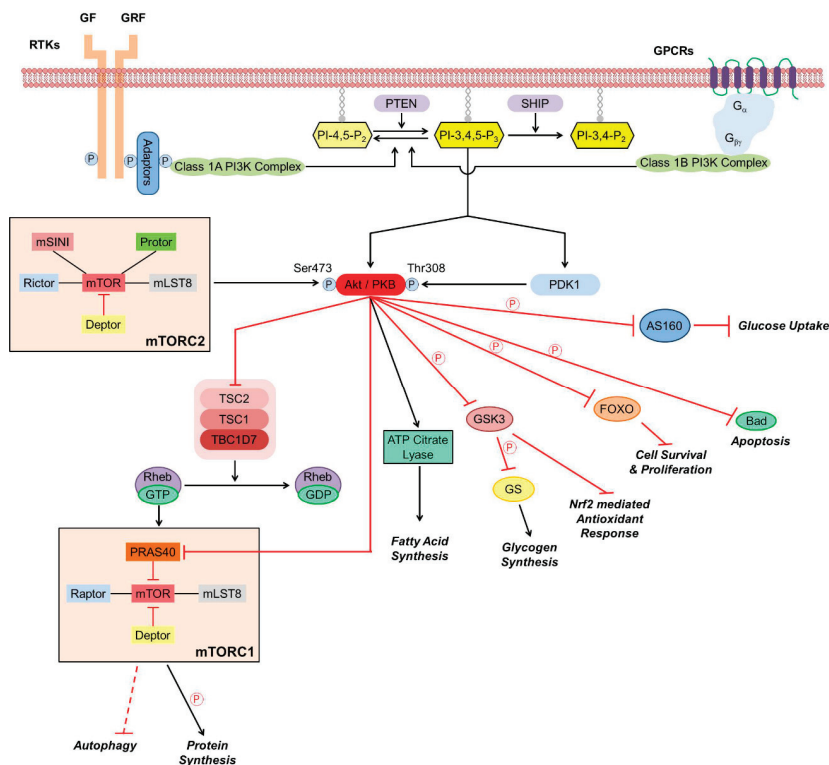 GF GRF
RTKs
GPCRs
PTEN
SHIP
PI-4,5-P₂
PI-3,4,5-P₃
PI-3,4-P₂
Gα
Gβγ
P
P
Adaptors
P
Class 1A PI3K Complex
Class 1B PI3K Complex
mSINI
Protor
Rictor
mTOR
mLST8
Deptor
mTORC2
Ser473
P
Akt / PKB
P
Thr308
PDK1
P
AS160
Glucose Uptake
P
P
P
TSC2
TSC1
TBC1D7
ATP Citrate
Lyase
GSK3
FOXO
Bad
Apoptosis
P
Cell Survival
& Proliferation
Rheb
GTP
Rheb
GDP
GS
Nrf2 mediated
Antioxidant
Response
Fatty Acid
Synthesis
Glycogen
Synthesis
PRAS40
Raptor
mTOR
mLST8
Deptor
mTORC1
P
Autophagy
Protein
Synthesis